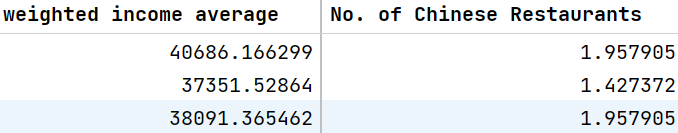 weighted income average No. of Chinese Restaurants
40686.166299 1.957905
37351.52864 1.427372
38091.365462 1.957905